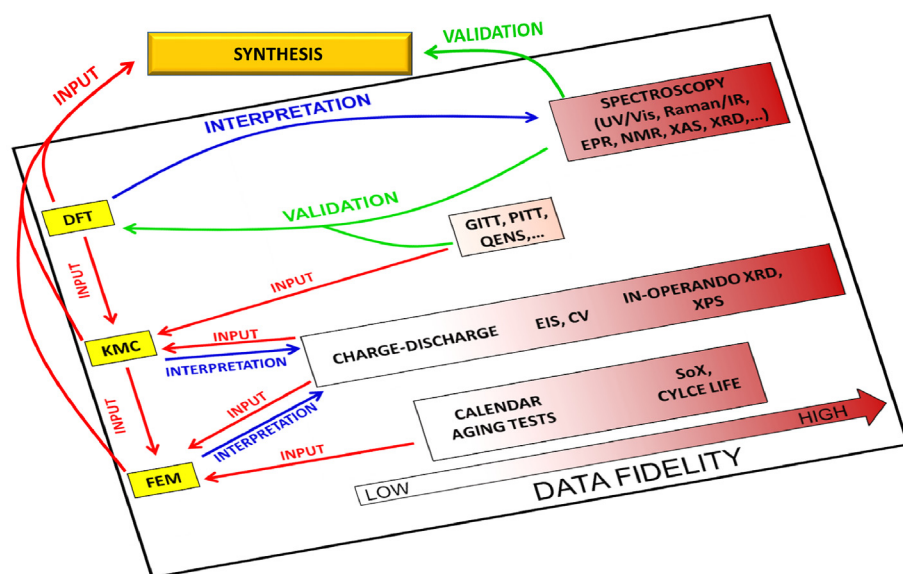 SYNTHESIS
VALIDATION
INPUT
INTERPRETATION
SPECTROSCOPY
(UV/Vis, Raman/IR,
EPR, NMR, XAS, XRD,...)
DFT
VALIDATION
GITT, PITT,
QENS,...
INPUT
INPUT
KMC
INPUT
INTERPRETATION
CHARGE-DISCHARGE
EIS, CV
IN-OPERANDO XRD,
XPS
INPUT
INPUT
INTERPRETATION
CALENDAR
AGING TESTS
SoX,
CYLCE LIFE
INPUT
FEM
LOW
HIGH
DATA FIDELITY